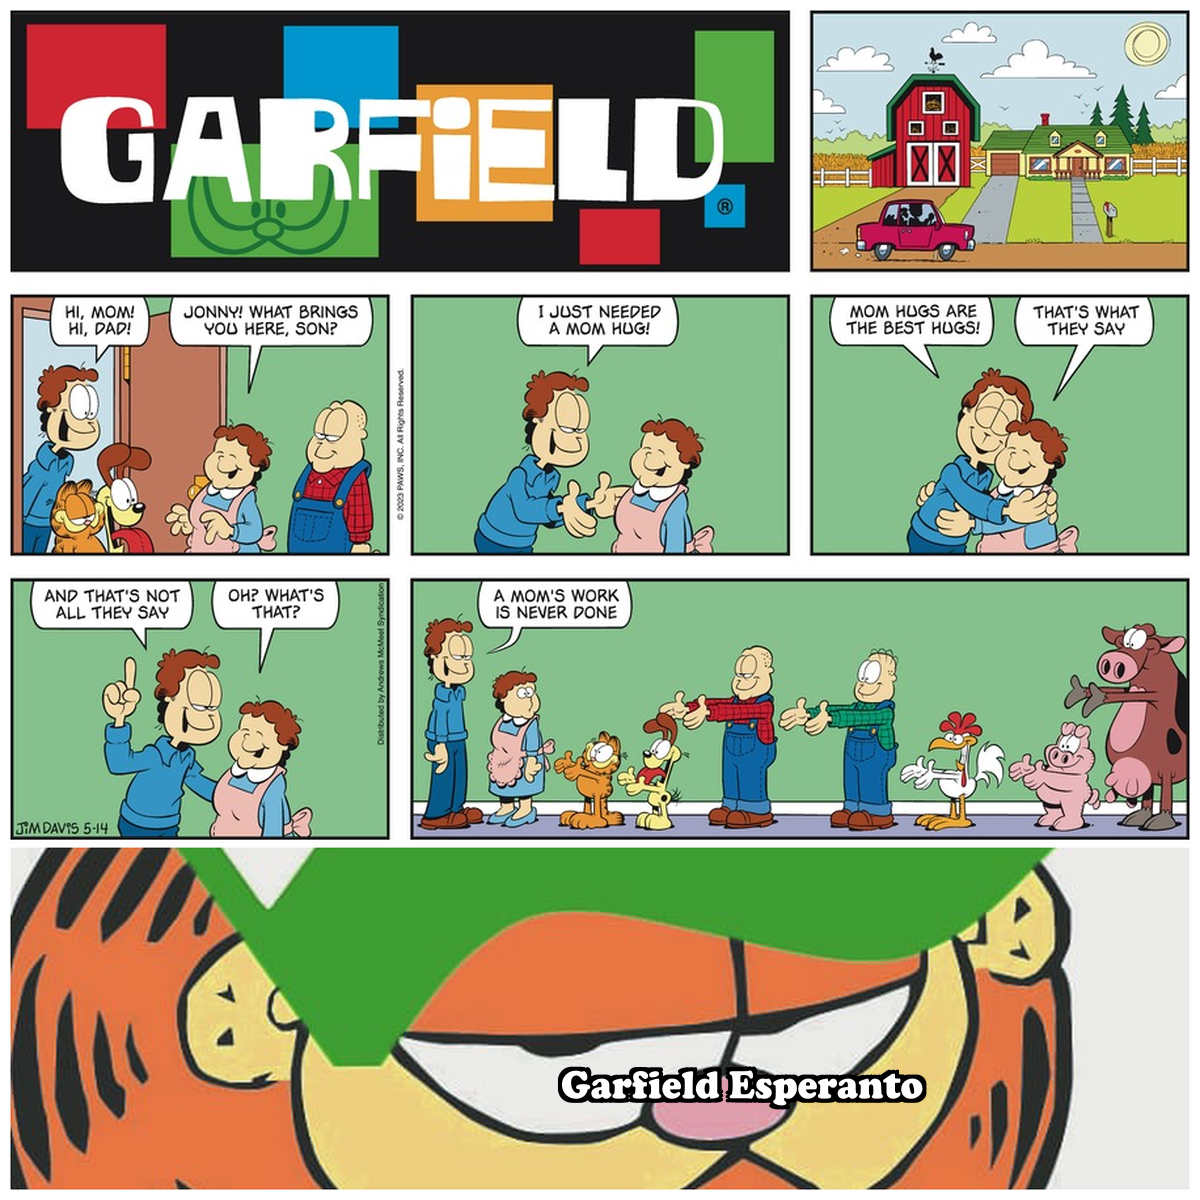 GARFiELD
®
HI, MOM!
HI, DAD!
JONNY! WHAT BRINGS
YOU HERE, SON?
© 2023 PAWS, INC. All Rights Reserved.
I JUST NEEDED
A MOM HUG!
MOM HUGS ARE
THE BEST HUGS!
THAT'S WHAT
THEY SAY
AND THAT'S NOT
ALL THEY SAY
OH? WHAT'S
THAT?
JiM DAViS 5-14
Distributed by Andrews McMeel Syndication
A MOM'S WORK
IS NEVER DONE
Garfield Esperanto